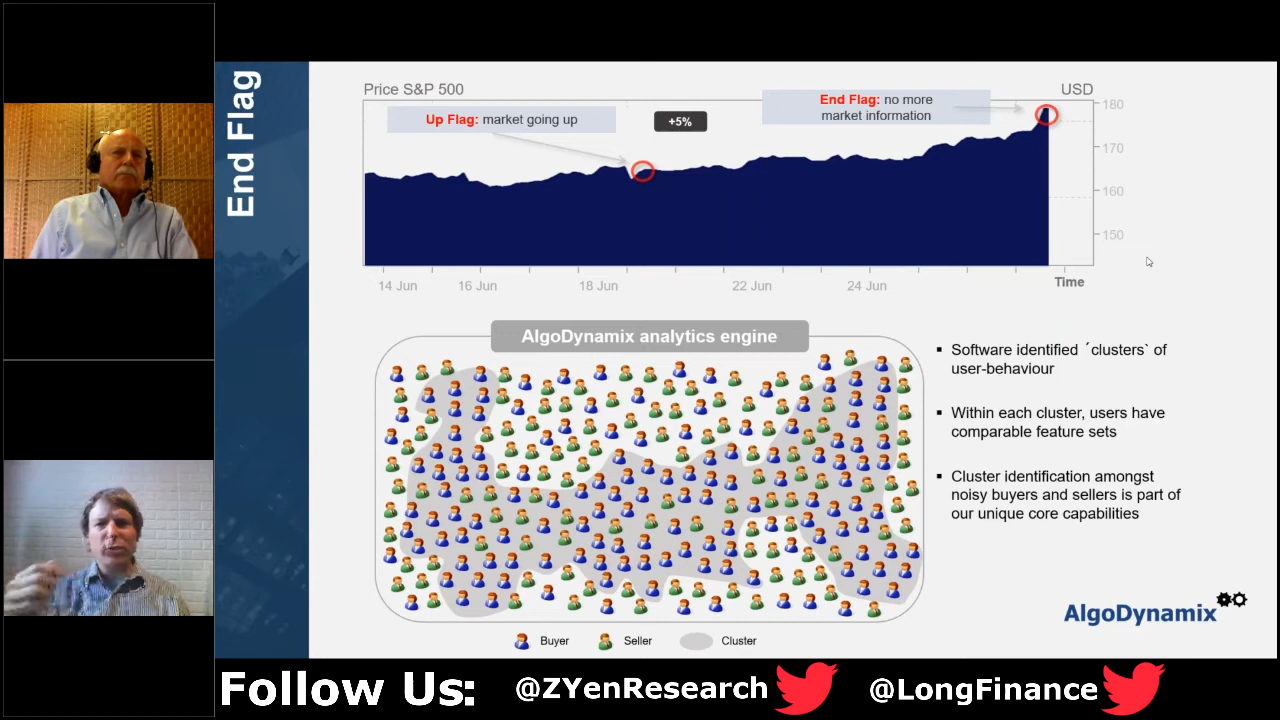 End Flag
Price S&P 500
USD
Up Flag: market going up
+5%
End Flag: no more
market information
180
170
160
150
14 Jun
16 Jun
18 Jun
22 Jun
24 Jun
Time
AlgoDynamix analytics engine
▪ Software identified ´clusters` of
user-behaviour
▪ Within each cluster, users have
comparable feature sets
▪ Cluster identification amongst
noisy buyers and sellers is part of
our unique core capabilities
AlgoDynamix
Buyer
Seller
Cluster
Follow Us:
@ZYenResearch
@LongFinance